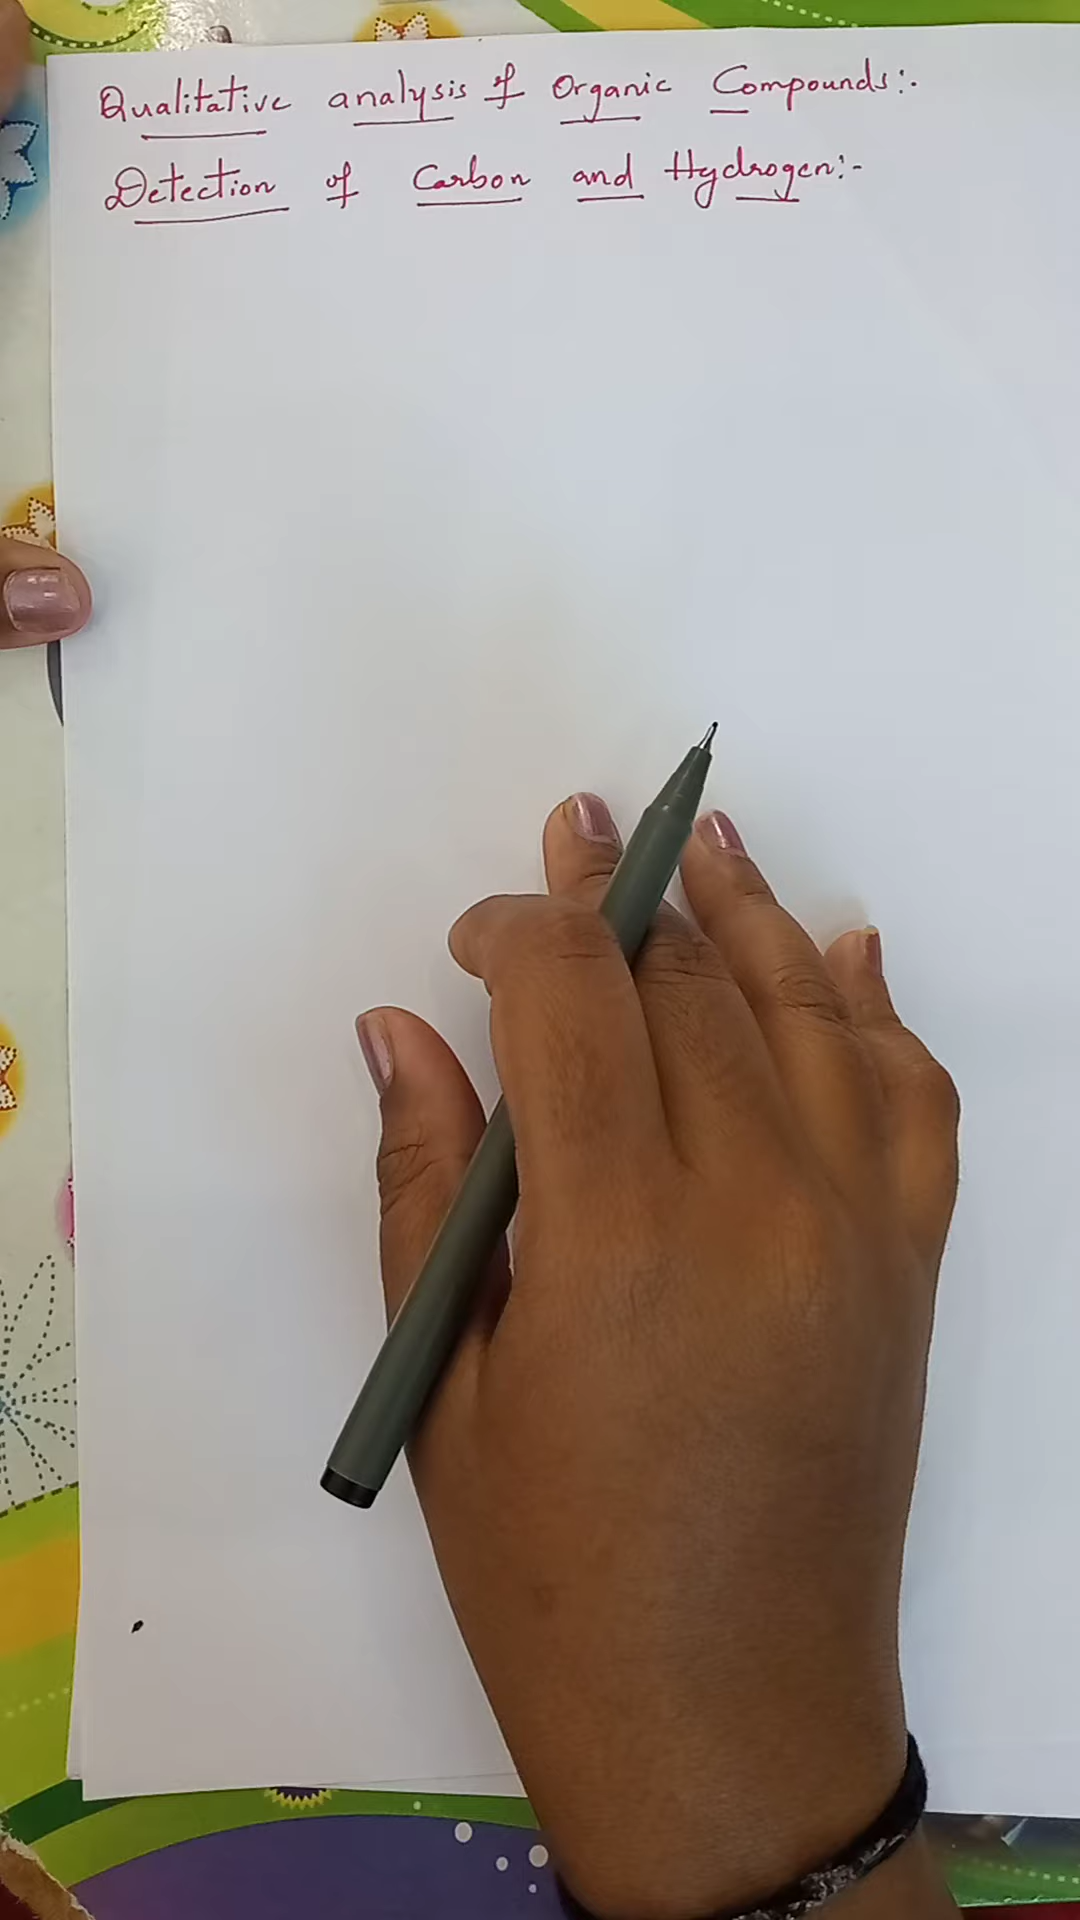 Qualitative analysis of Organic Compounds:-
Detection of Carbon and Hydrogen:-